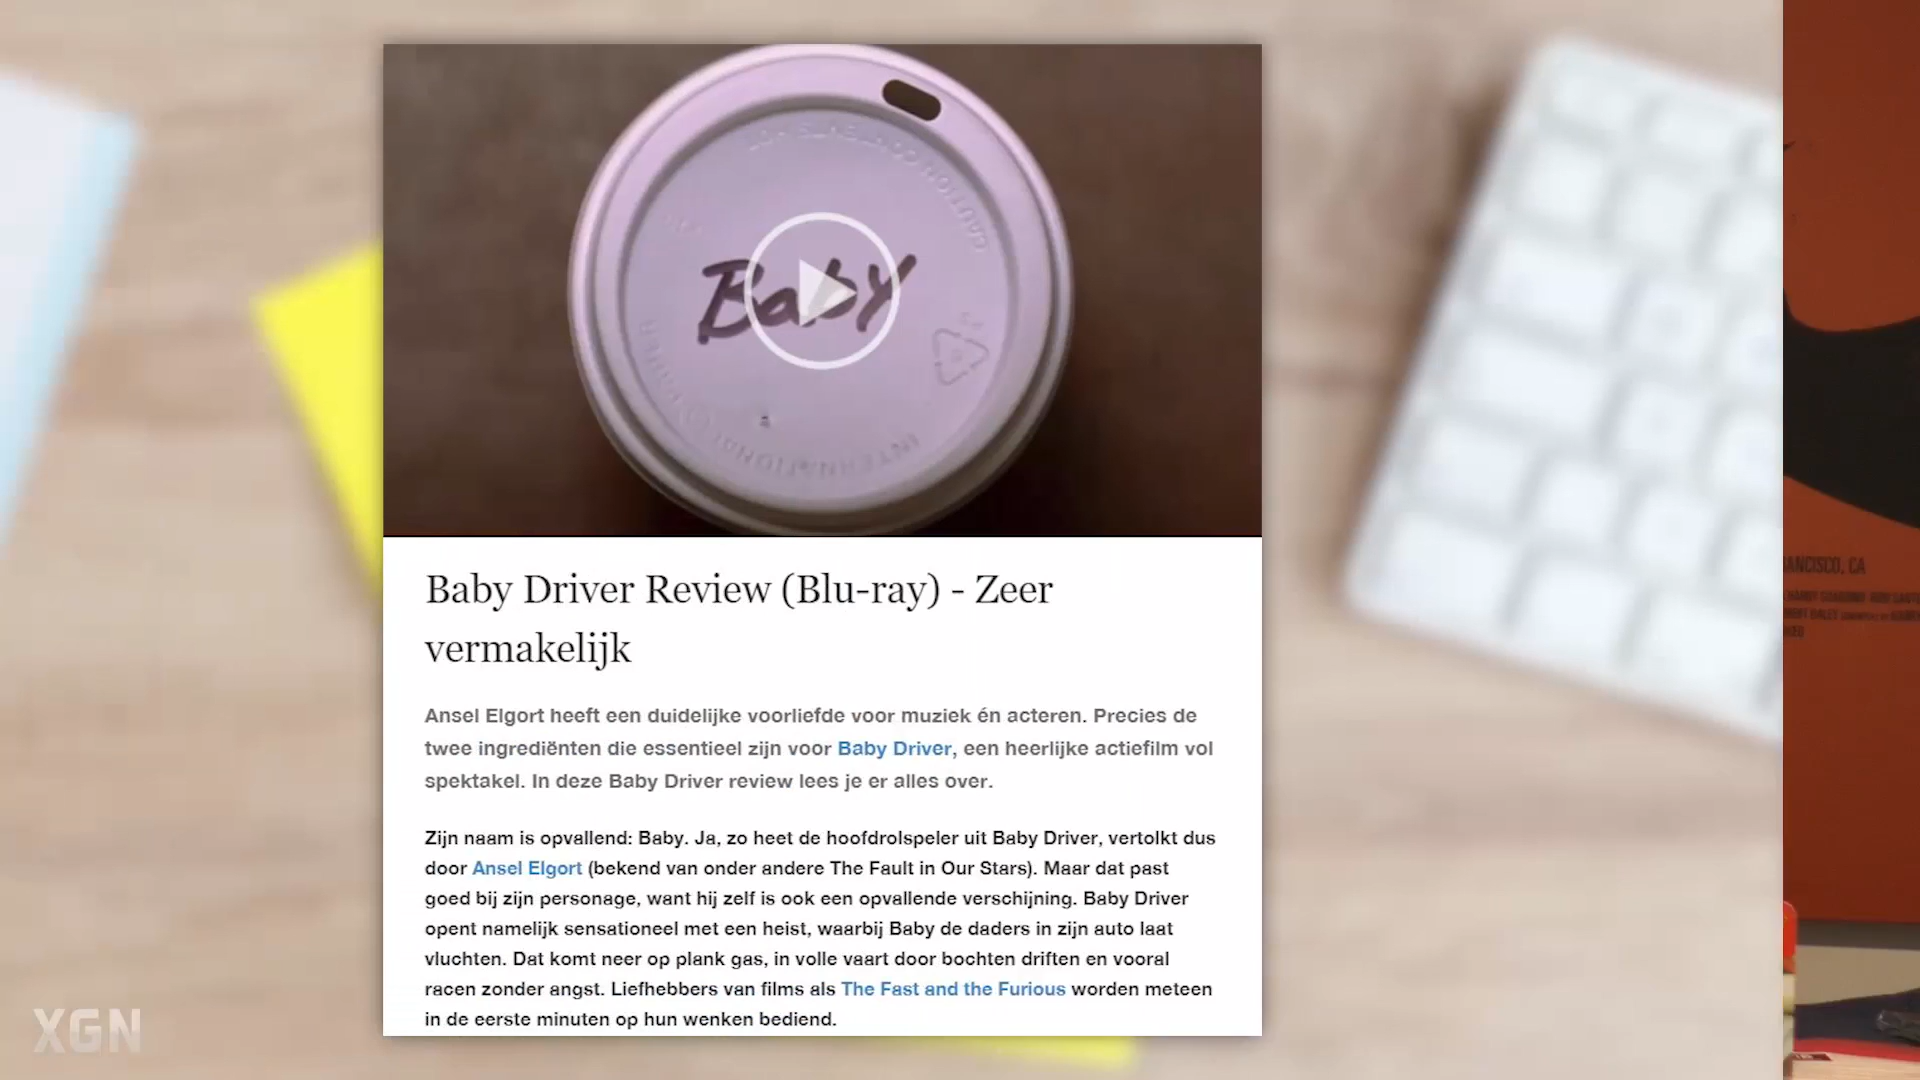 Baby
Baby Driver Review (Blu-ray) - Zeer
vermakelijk
Ansel Elgort heeft een duidelijke voorliefde voor muziek én acteren. Precies de
twee ingrediënten die essentieel zijn voor Baby Driver, een heerlijke actiefilm vol
spektakel. In deze Baby Driver review lees je er alles over.
Zijn naam is opvallend: Baby. Ja, zo heet de hoofdrolspeler uit Baby Driver, vertolkt dus
door Ansel Elgort (bekend van onder andere The Fault in Our Stars). Maar dat past
goed bij zijn personage, want hij zelf is ook een opvallende verschijning. Baby Driver
opent namelijk sensationeel met een heist, waarbij Baby de daders in zijn auto laat
vluchten. Dat komt neer op plank gas, in volle vaart door bochten driften en vooral
racen zonder angst. Liefhebbers van films als The Fast and the Furious worden meteen
in de eerste minuten op hun wenken bediend.
XGN
CA